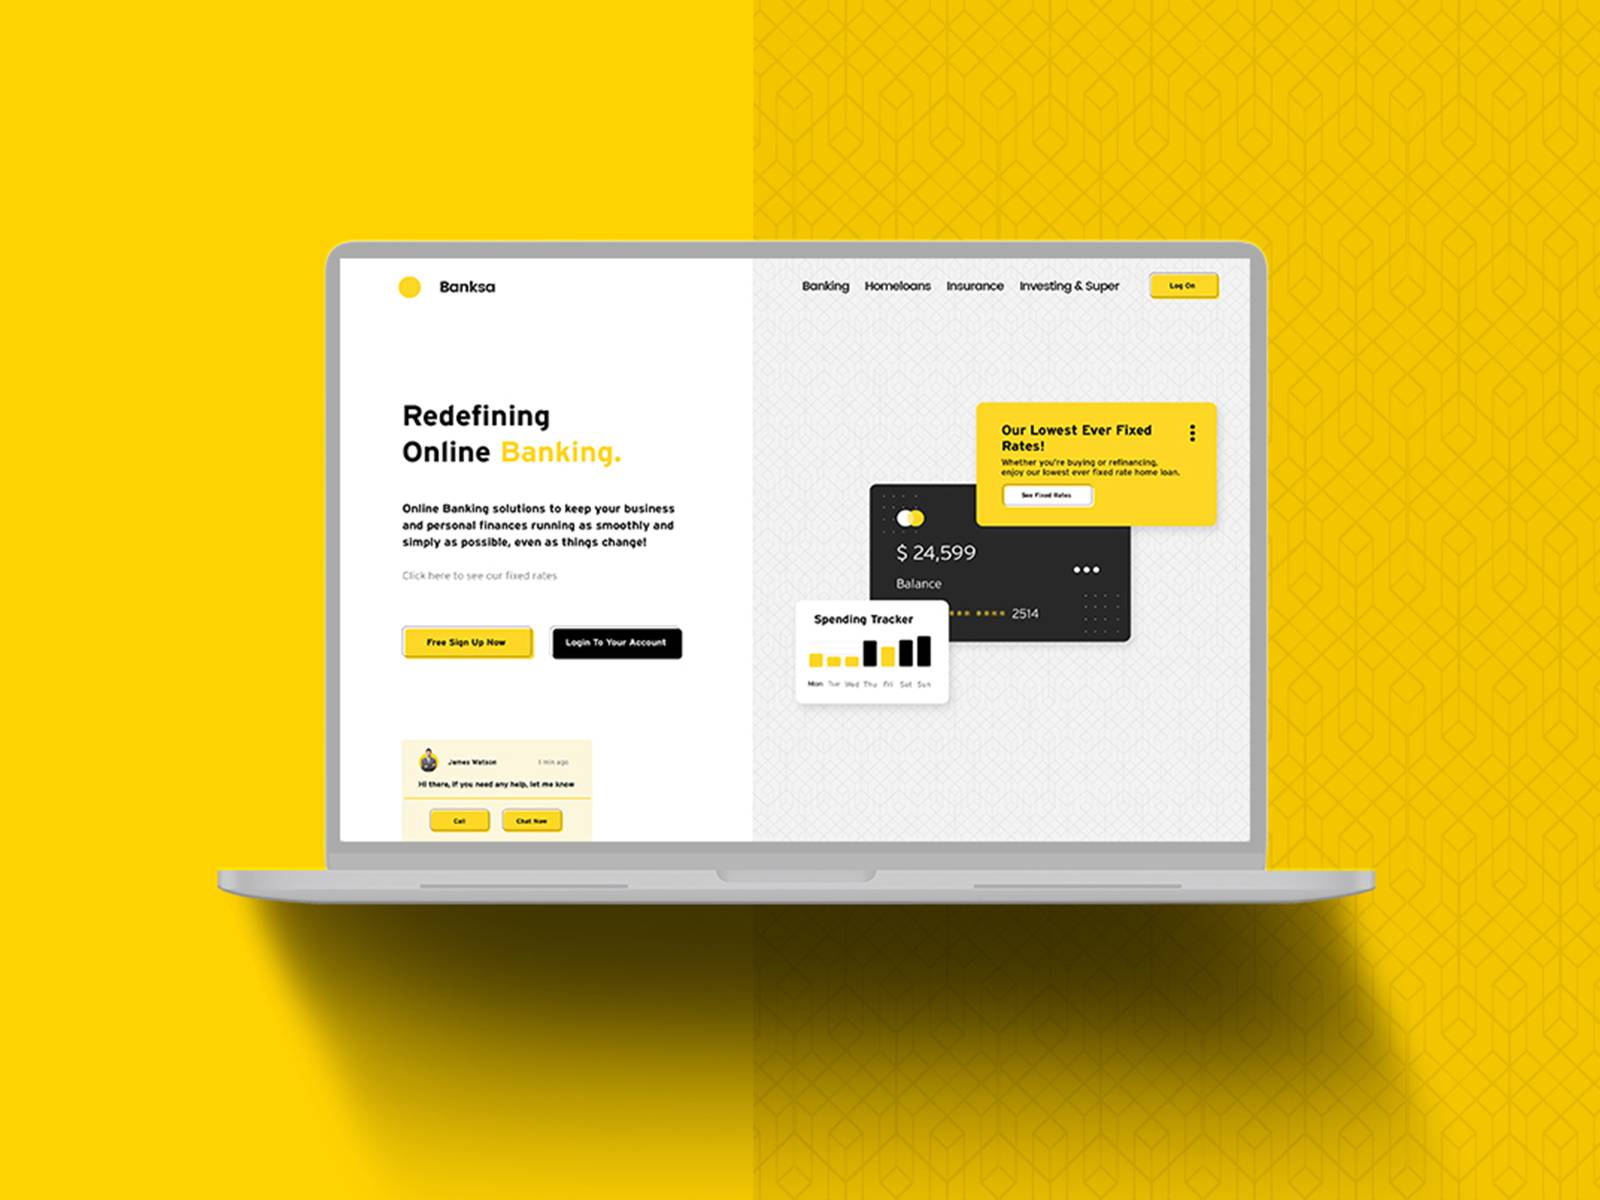 Banksa
Banking Homeloans Insurance Investing & Super
Log On
Redefining
Online Banking.
Online Banking solutions to keep your business
and personal finances running as smoothly and
simply as possible, even as things change!
Click here to see our fixed rates
Free Sign Up Now
Login To Your Account
James Watson
1 min ago
Hi there, if you need any help, let me know
Call
Chat Now
Our Lowest Ever Fixed
Rates!
Whether you're buying or refinancing,
enjoy our lowest ever fixed rate home loan.
See Fixed Rates
$ 24,599
Balance
2514
Spending Tracker
Mon Tue Wed Thu Fri Sat Sun